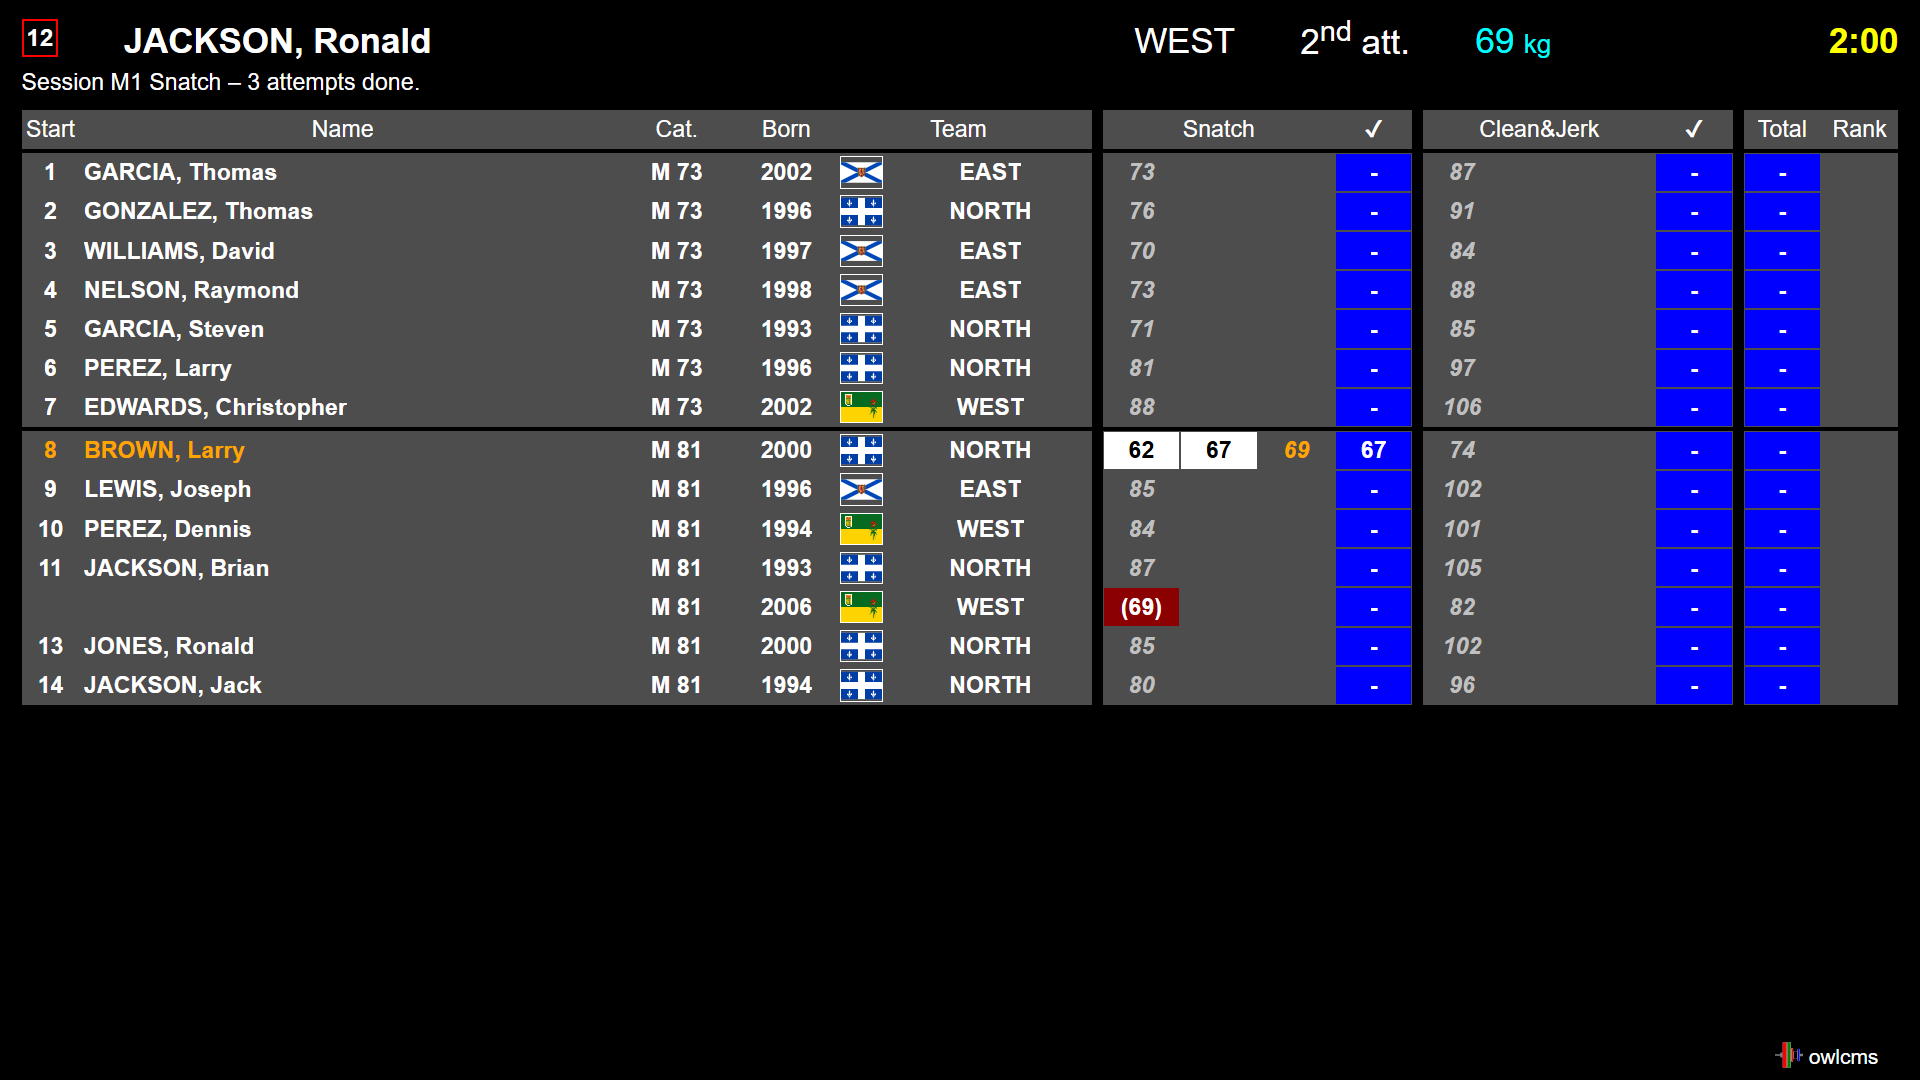 12 JACKSON, Ronald WEST 2nd att. 69 kg 2:00
Session M1 Snatch – 3 attempts done.
Start Name Cat. Born Team Snatch ✓ Clean&Jerk ✓ Total Rank
1 GARCIA, Thomas M 73 2002 EAST 73 - 87 - -
2 GONZALEZ, Thomas M 73 1996 NORTH 76 - 91 - -
3 WILLIAMS, David M 73 1997 EAST 70 - 84 - -
4 NELSON, Raymond M 73 1998 EAST 73 - 88 - -
5 GARCIA, Steven M 73 1993 NORTH 71 - 85 - -
6 PEREZ, Larry M 73 1996 NORTH 81 - 97 - -
7 EDWARDS, Christopher M 73 2002 WEST 88 - 106 - -
8 BROWN, Larry M 81 2000 NORTH 62 67 69 67 74 - -
9 LEWIS, Joseph M 81 1996 EAST 85 - 102 - -
10 PEREZ, Dennis M 81 1994 WEST 84 - 101 - -
11 JACKSON, Brian M 81 1993 NORTH 87 - 105 - -
M 81 2006 WEST (69) - 82 - -
13 JONES, Ronald M 81 2000 NORTH 85 - 102 - -
14 JACKSON, Jack M 81 1994 NORTH 80 - 96 - -
owlcms